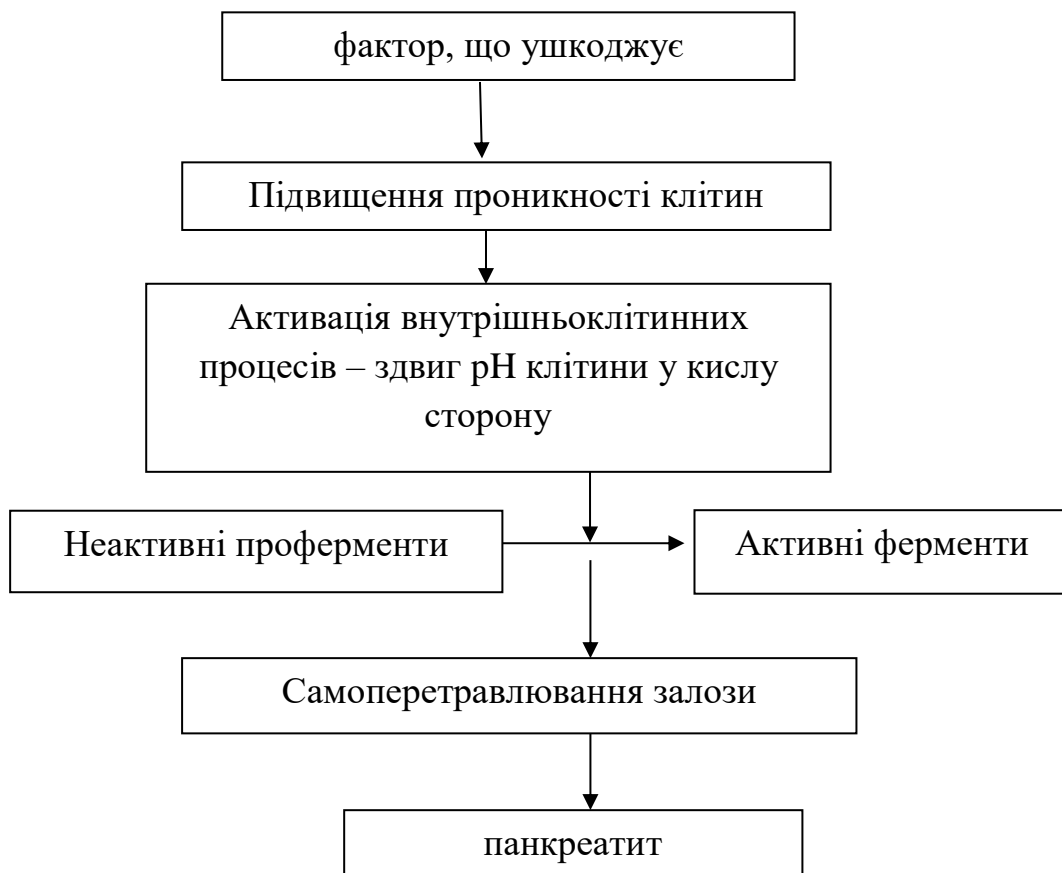 фактор, що ушкоджує
Підвищення проникності клітин
Активація внутрішньоклітинних
процесів – здвиг рН клітини у кислу
сторону
Неактивні проферменти
Активні ферменти
Самоперетравлювання залози
панкреатит